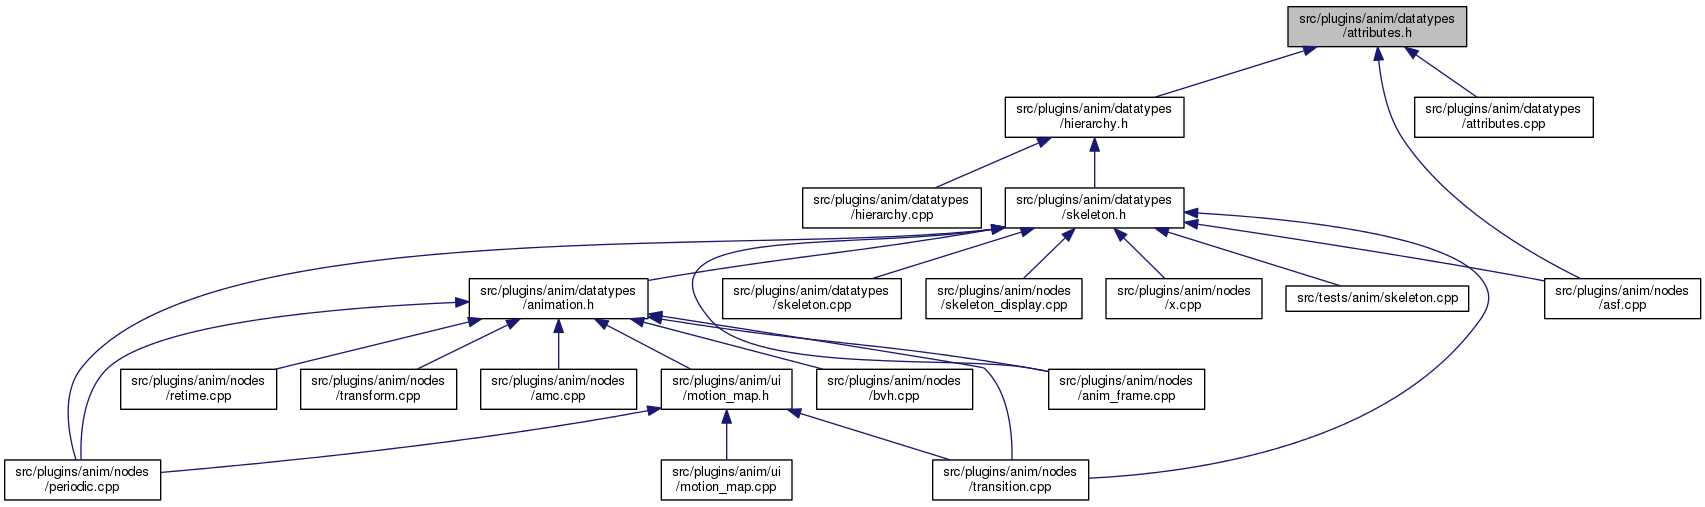 src/plugins/anim/datatypes
/attributes.h
src/plugins/anim/datatypes
/hierarchy.h
src/plugins/anim/datatypes
/attributes.cpp
src/plugins/anim/datatypes
/hierarchy.cpp
src/plugins/anim/datatypes
/skeleton.h
src/plugins/anim/datatypes
/animation.h
src/plugins/anim/datatypes
/skeleton.cpp
src/plugins/anim/nodes
/skeleton_display.cpp
src/plugins/anim/nodes
/x.cpp
src/tests/anim/skeleton.cpp
src/plugins/anim/nodes
/asf.cpp
src/plugins/anim/nodes
/retime.cpp
src/plugins/anim/nodes
/transform.cpp
src/plugins/anim/nodes
/amc.cpp
src/plugins/anim/ui
/motion_map.h
src/plugins/anim/nodes
/bvh.cpp
src/plugins/anim/nodes
/anim_frame.cpp
src/plugins/anim/nodes
/periodic.cpp
src/plugins/anim/ui
/motion_map.cpp
src/plugins/anim/nodes
/transition.cpp